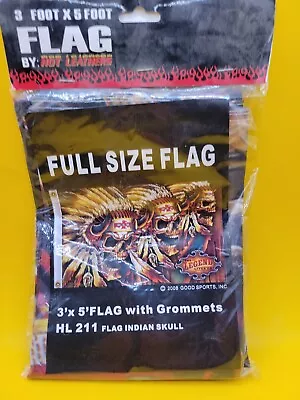 3 FOOT X 5 FOOT
FLAG
BY: HOT LEATHERS
FULL SIZE FLAG
LEGEND
© 2008 GOOD SPORTS, INC.
3'x 5'FLAG with Grommets
HL 211 FLAG INDIAN SKULL